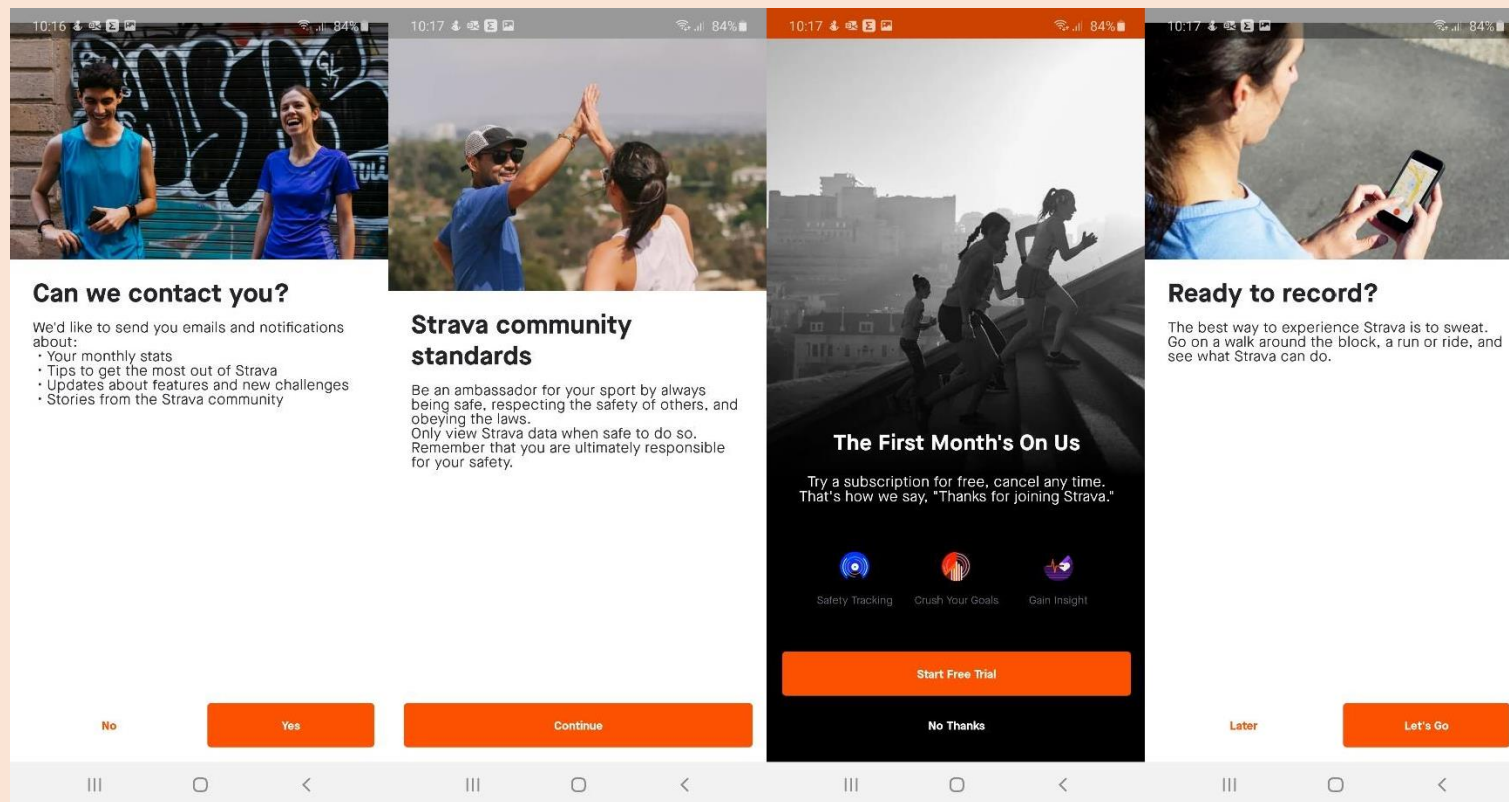 10:16
84%
Can we contact you?
We'd like to send you emails and notifications
about:
· Your monthly stats
· Tips to get the most out of Strava
· Updates about features and new challenges
· Stories from the Strava community
No
Yes
10:17
84%
Strava community
standards
Be an ambassador for your sport by always
being safe, respecting the safety of others, and
obeying the laws.
Only view Strava data when safe to do so.
Remember that you are ultimately responsible
for your safety.
Continue
10:17
84%
The First Month's On Us
Try a subscription for free, cancel any time.
That's how we say, "Thanks for joining Strava."
Safety Tracking
Crush Your Goals
Gain Insight
Start Free Trial
No Thanks
10:17
84%
Ready to record?
The best way to experience Strava is to sweat.
Go on a walk around the block, a run or ride, and
see what Strava can do.
Later
Let's Go